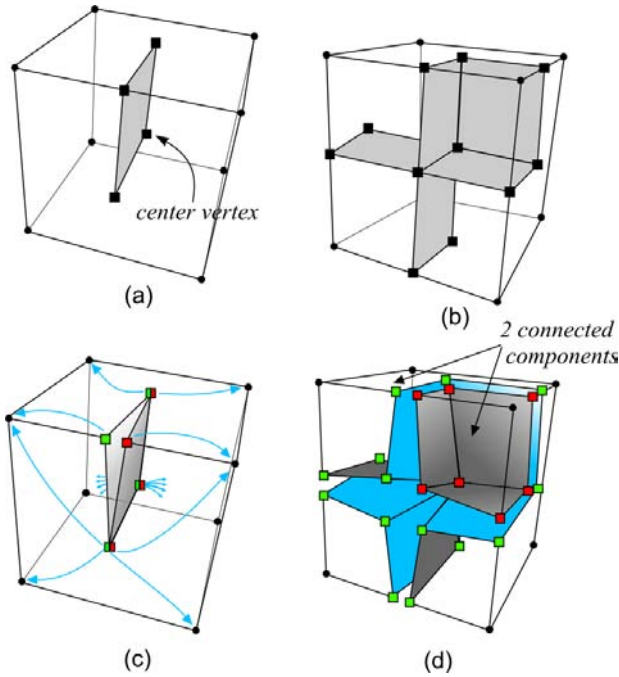 center vertex
(a)
(b)
2 connected
components
(c)
(d)